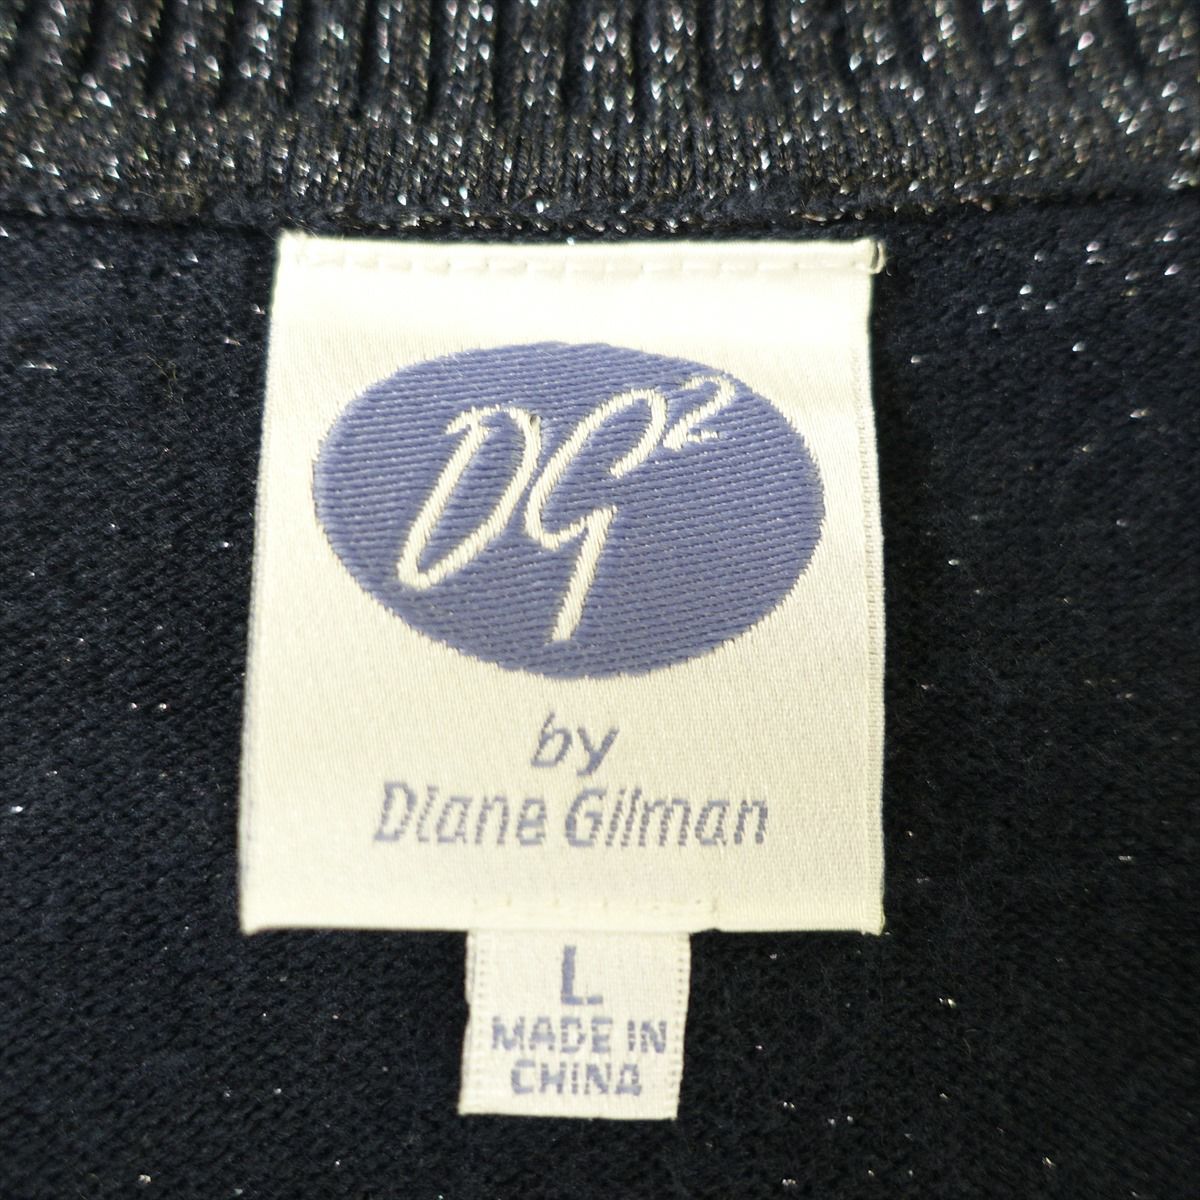 DG²
by
Diane Gilman
L
MADE IN
CHINA